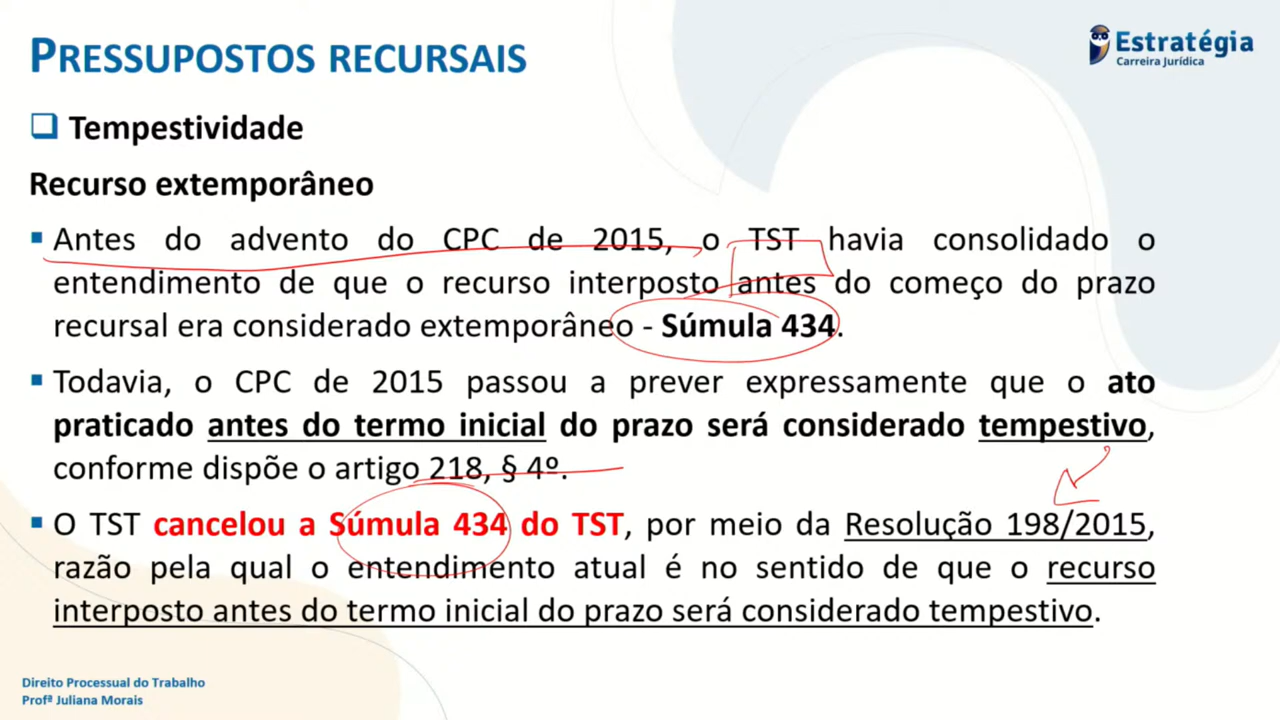 PRESSUPOSTOS RECURSAIS
Estratégia
Carreira Jurídica
❑ Tempestividade
Recurso extemporâneo
▪ Antes do advento do CPC de 2015, o TST havia consolidado o
entendimento de que o recurso interposto antes do começo do prazo
recursal era considerado extemporâneo - Súmula 434.
▪ Todavia, o CPC de 2015 passou a prever expressamente que o ato
praticado antes do termo inicial do prazo será considerado tempestivo,
conforme dispõe o artigo 218, § 4º.
▪ O TST cancelou a Súmula 434 do TST, por meio da Resolução 198/2015,
razão pela qual o entendimento atual é no sentido de que o recurso
interposto antes do termo inicial do prazo será considerado tempestivo.
Direito Processual do Trabalho
Profª Juliana Morais